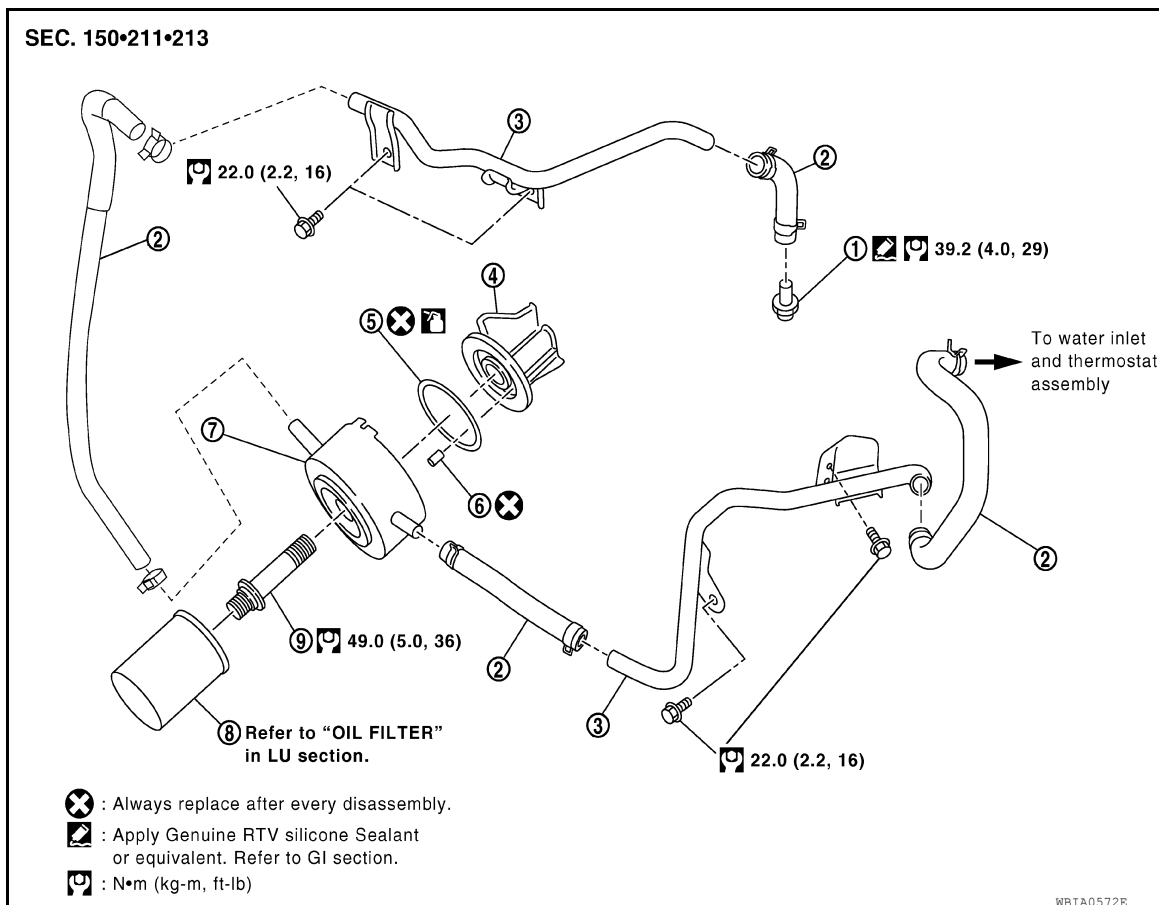 SEC. 150•211•213
3
22.0 (2.2, 16)
2
2
1 39.2 (4.0, 29)
4
5
To water inlet
and thermostat
assembly
7
6
2
9 49.0 (5.0, 36)
2
3
8 Refer to “OIL FILTER”
in LU section.
22.0 (2.2, 16)
: Always replace after every disassembly.
: Apply Genuine RTV silicone Sealant
or equivalent. Refer to GI section.
: N•m (kg-m, ft-lb)
WBIA0572E